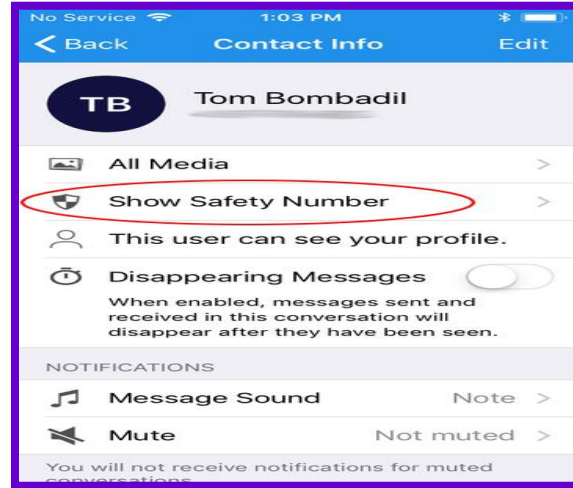 No Service 1:03 PM
Back Contact Info Edit
TB Tom Bombadil
All Media
Show Safety Number
This user can see your profile.
Disappearing Messages
When enabled, messages sent and
received in this conversation will
disappear after they have been seen.
NOTIFICATIONS
Message Sound Note
Mute Not muted
You will not receive notifications for muted
conversations